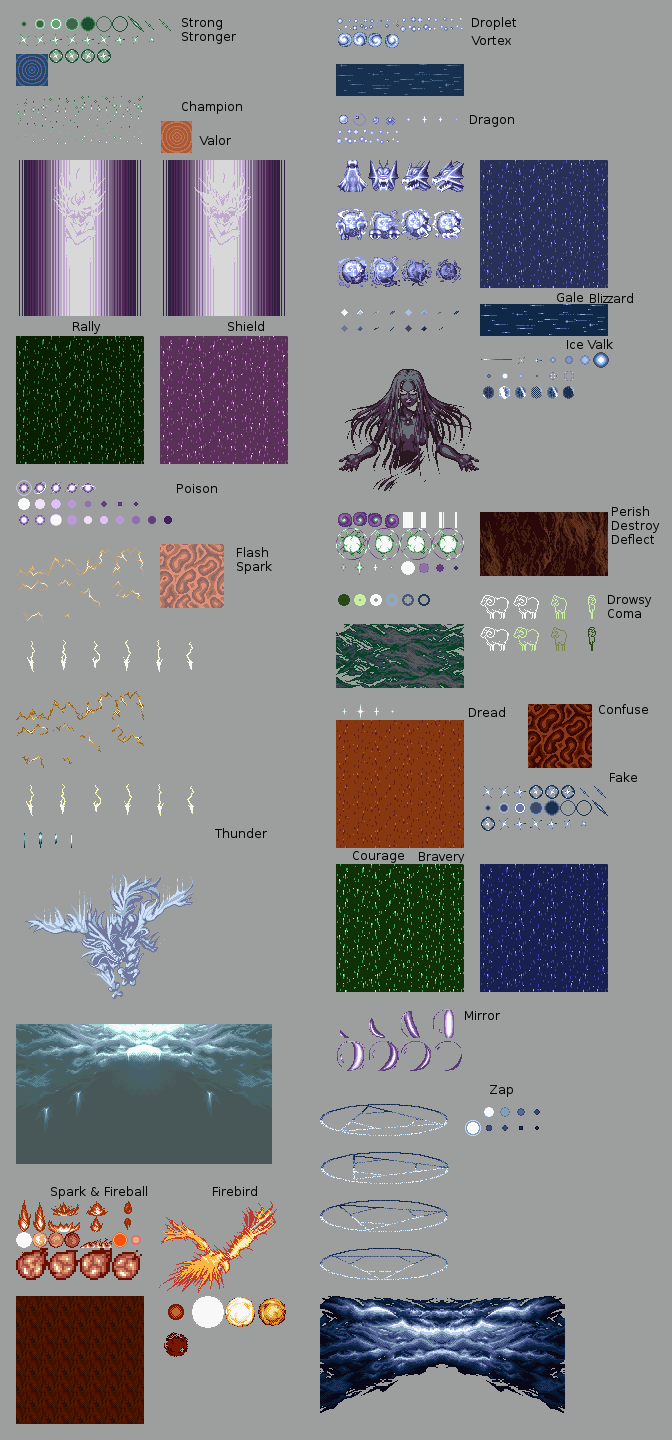 Strong
Stronger
Champion
Valor
Rally
Shield
Poison
Flash
Spark
Thunder
Spark & Fireball
Firebird
Droplet
Vortex
Dragon
Gale
Blizzard
Ice Valk
Perish
Destroy
Deflect
Drowsy
Coma
Dread
Confuse
Fake
Courage
Bravery
Mirror
Zap